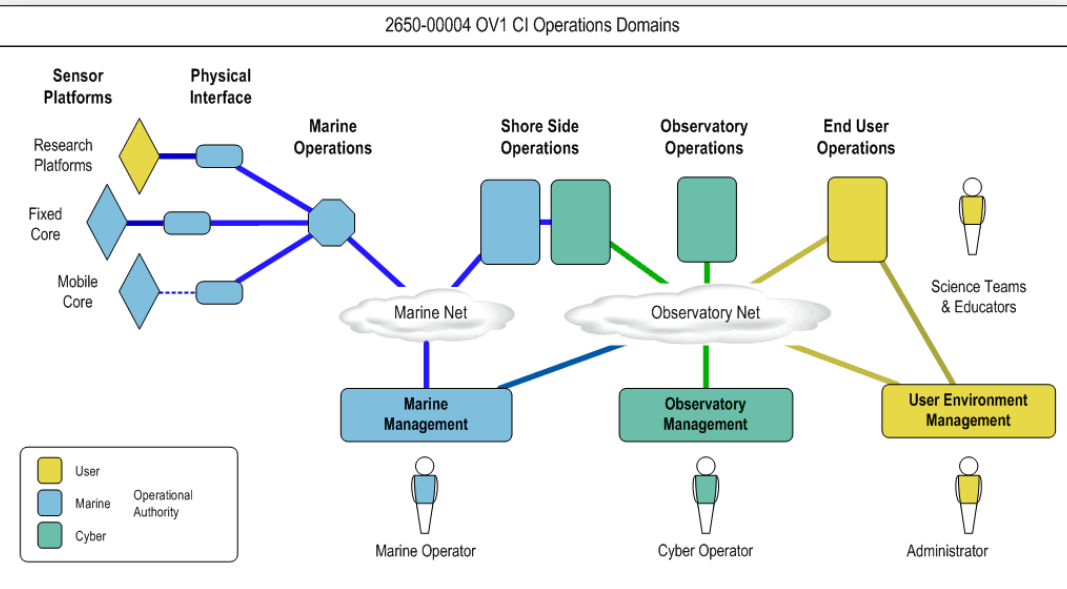 2650-00004 OV1 CI Operations Domains
Sensor
Platforms
Physical
Interface
Marine
Operations
Shore Side
Operations
Observatory
Operations
End User
Operations
Research
Platforms
Fixed
Core
Mobile
Core
Science Teams
& Educators
Marine Net
Observatory Net
Marine
Management
Observatory
Management
User Environment
Management
User
Marine
Cyber
Operational
Authority
Marine Operator
Cyber Operator
Administrator